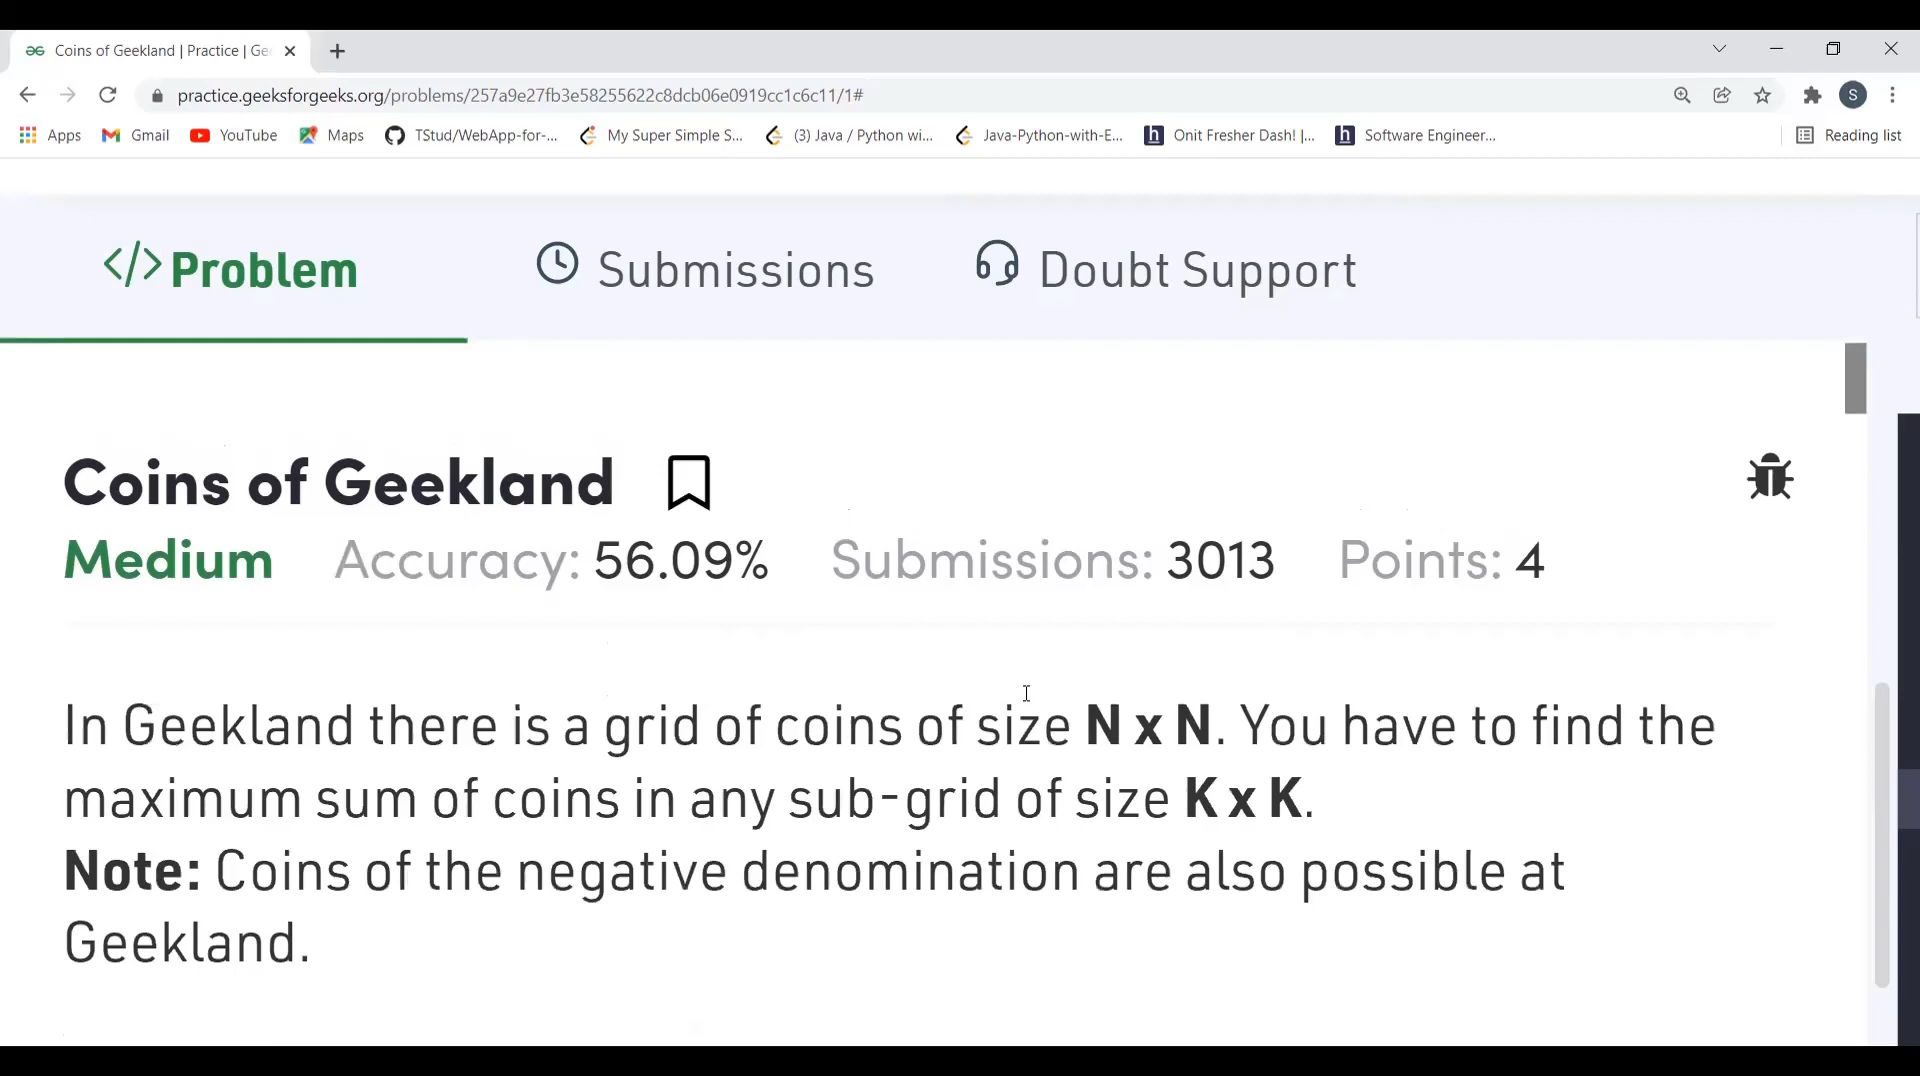 Coins of Geekland | Practice | Ge
practice.geeksforgeeks.org/problems/257a9e27fb3e58255622c8dcb06e0919cc1c6c11/1#
S
Apps Gmail YouTube Maps TStud/WebApp-for-... My Super Simple S... (3) Java / Python wi... Java-Python-with-E... h Onit Fresher Dash! |... h Software Engineer... Reading list
</> Problem Submissions Doubt Support
Coins of Geekland
Medium Accuracy: 56.09% Submissions: 3013 Points: 4
In Geekland there is a grid of coins of size N x N. You have to find the
maximum sum of coins in any sub-grid of size K x K.
Note: Coins of the negative denomination are also possible at
Geekland.